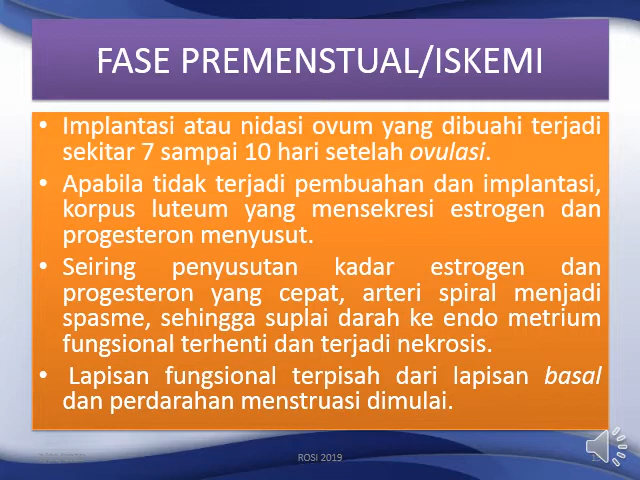 FASE PREMENSTUAL/ISKEMI
• Implantasi atau nidasi ovum yang dibuahi terjadi
sekitar 7 sampai 10 hari setelah ovulasi.
• Apabila tidak terjadi pembuahan dan implantasi,
korpus luteum yang mensekresi estrogen dan
progesteron menyusut.
• Seiring penyusutan kadar estrogen dan
progesteron yang cepat, arteri spiral menjadi
spasme, sehingga suplai darah ke endo metrium
fungsional terhenti dan terjadi nekrosis.
• Lapisan fungsional terpisah dari lapisan basal
dan perdarahan menstruasi dimulai.
ROSI 2019